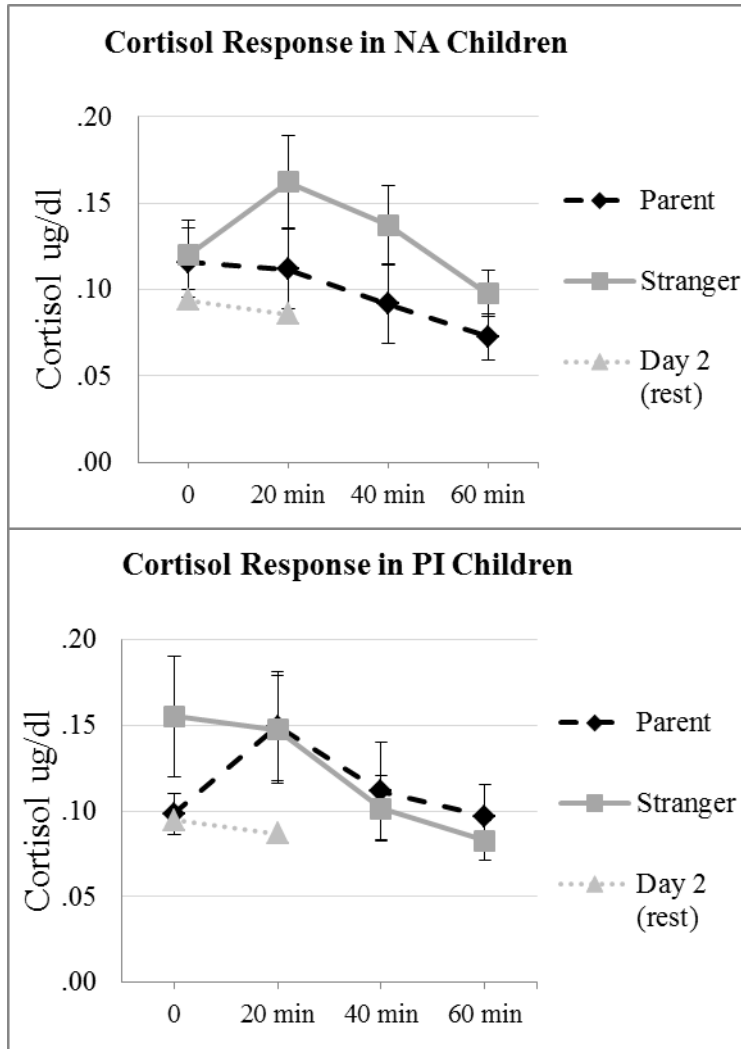 Cortisol Response in NA Children
Cortisol ug/dl
.20
.15
.10
.05
.00
0 20 min 40 min 60 min
Parent
Stranger
Day 2
(rest)
Cortisol Response in PI Children
Cortisol ug/dl
.20
.15
.10
.05
.00
0 20 min 40 min 60 min
Parent
Stranger
Day 2
(rest)